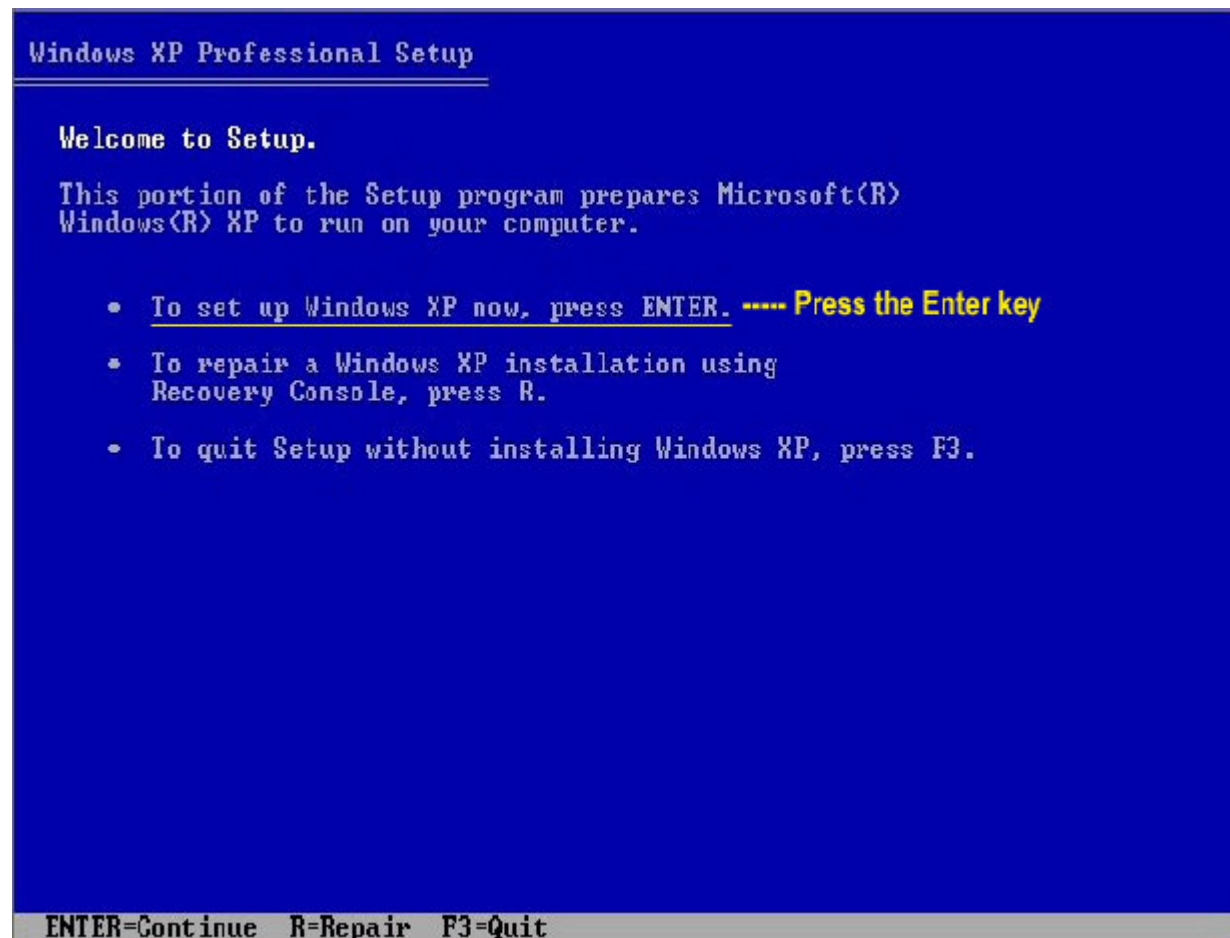 Windows XP Professional Setup
Welcome to Setup.
This portion of the Setup program prepares Microsoft(R)
Windows(R) XP to run on your computer.
• To set up Windows XP now, press ENTER. ----- Press the Enter key
• To repair a Windows XP installation using
Recovery Console, press R.
• To quit Setup without installing Windows XP, press F3.
ENTER=Continue R=Repair F3=Quit